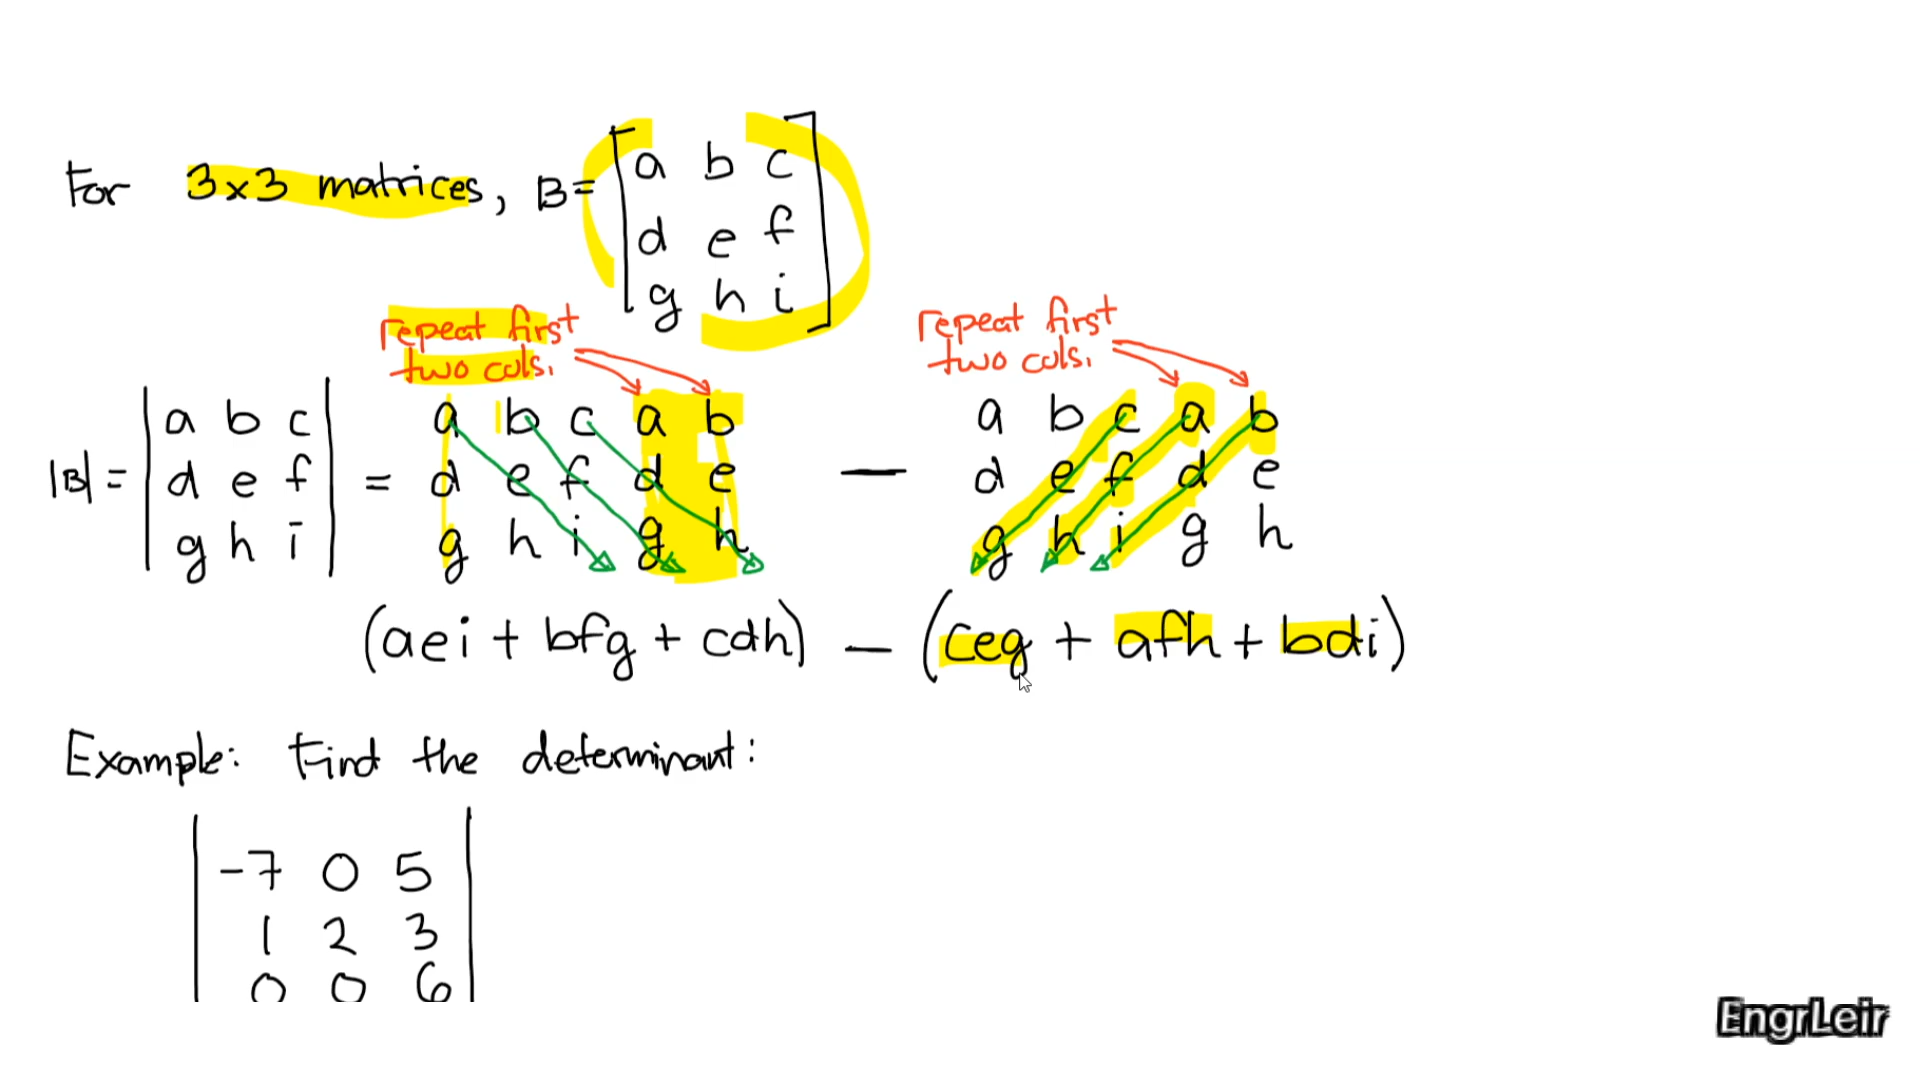 For 3x3 matrices, B=
a b c
d e f
g h i
repeat first
two cols.
repeat first
two cols.
|B| = | a b c | = a b c a b — a b c a b
d e f d e f d e d e f d e
g h i g h i g h g h i g h
(aei + bfg + cdh) — (ceg + afh + bdi)
Example: Find the determinant:
-7 0 5
1 2 3
0 0 6
EngrLeir